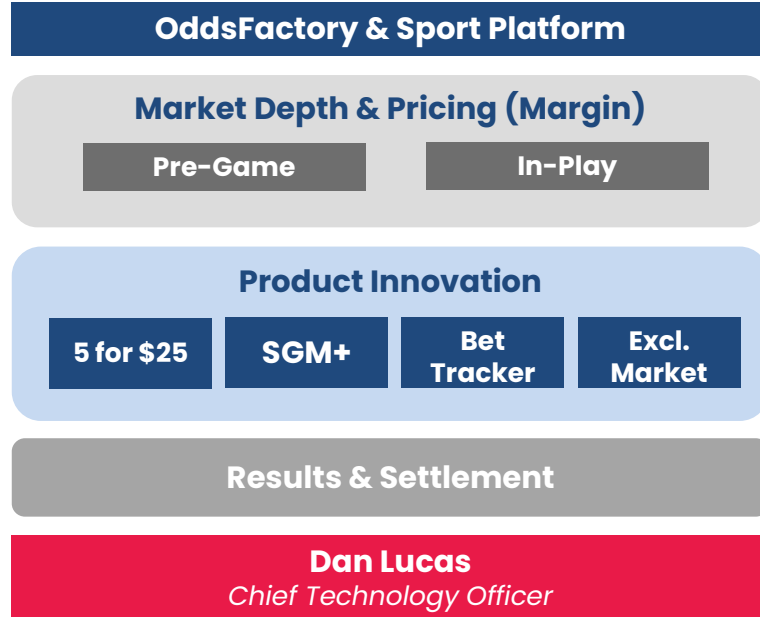 OddsFactory & Sport Platform
Market Depth & Pricing (Margin)
Pre-Game
In-Play
Product Innovation
5 for $25
SGM+
Bet
Tracker
Excl.
Market
Results & Settlement
Dan Lucas
Chief Technology Officer